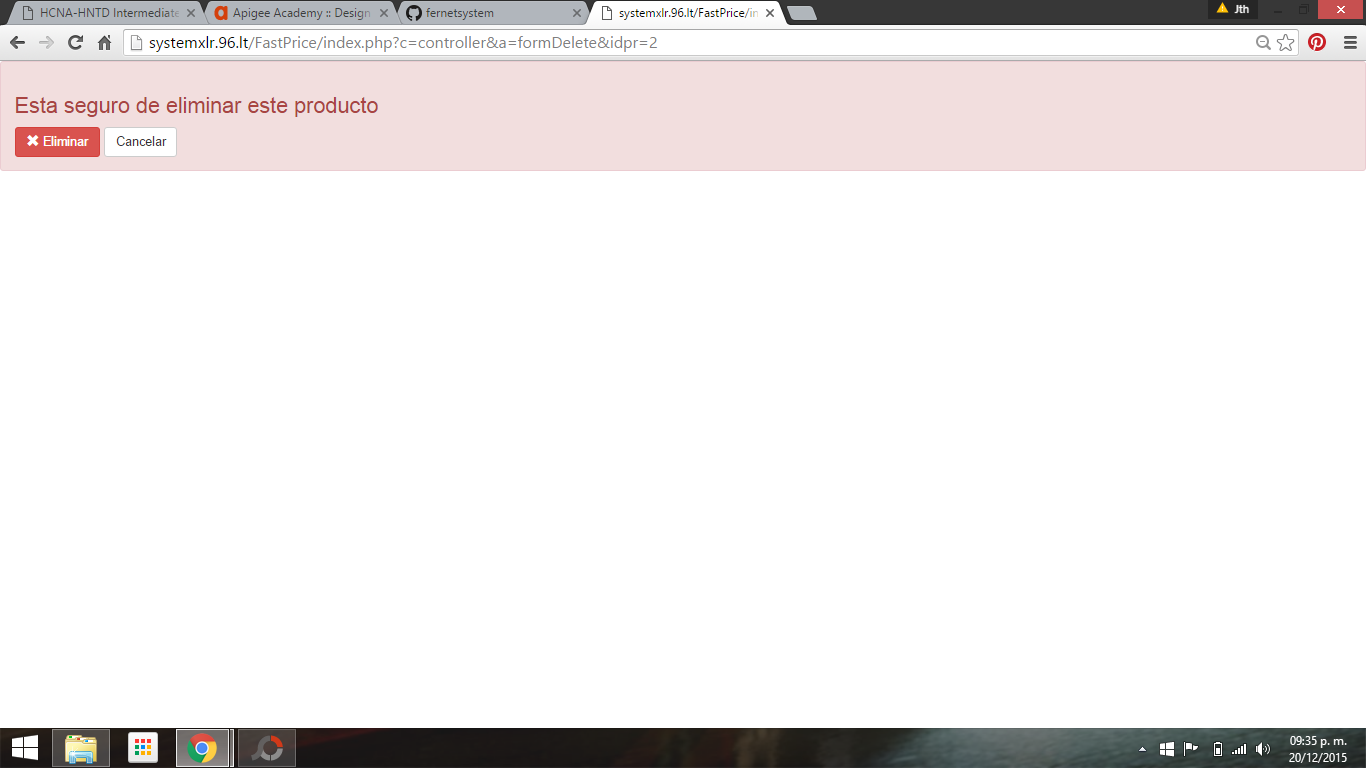 HCNA-HNTD Intermediate
Apigee Academy :: Design
fernetsystem
systemxlr.96.lt/FastPrice/in
Jth
systemxlr.96.lt/FastPrice/index.php?c=controller&a=formDelete&idpr=2
Esta seguro de eliminar este producto
Eliminar
Cancelar
09:35 p. m.
20/12/2015